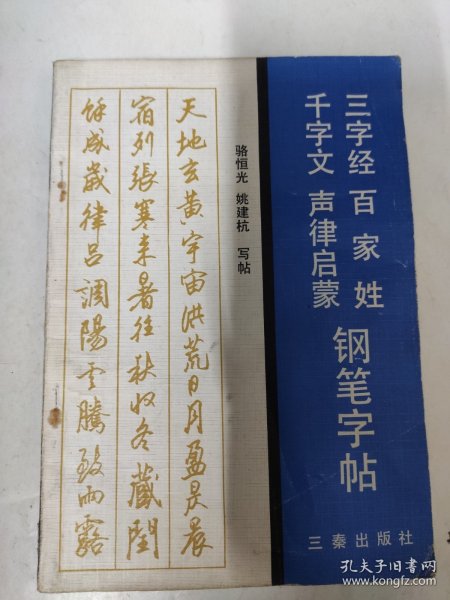 三字经 百家姓
千字文 声律启蒙
钢笔字帖
骆恒光 姚建杭 写帖
天地玄黄宇宙洪荒日月盈昃辰
宿列張寒来暑往秋收冬藏閏
餘成歲律吕調陽雲騰致雨露
三秦出版社
孔夫子旧书网
www.kongfz.com